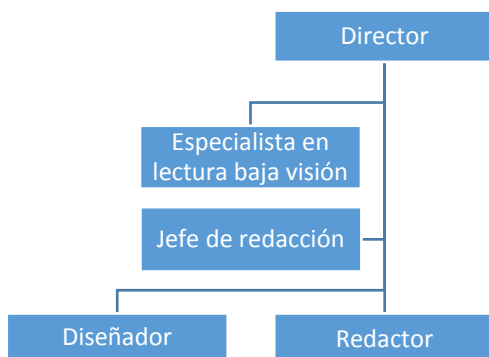 Director
Especialista en
lectura baja visión
Jefe de redacción
Diseñador
Redactor